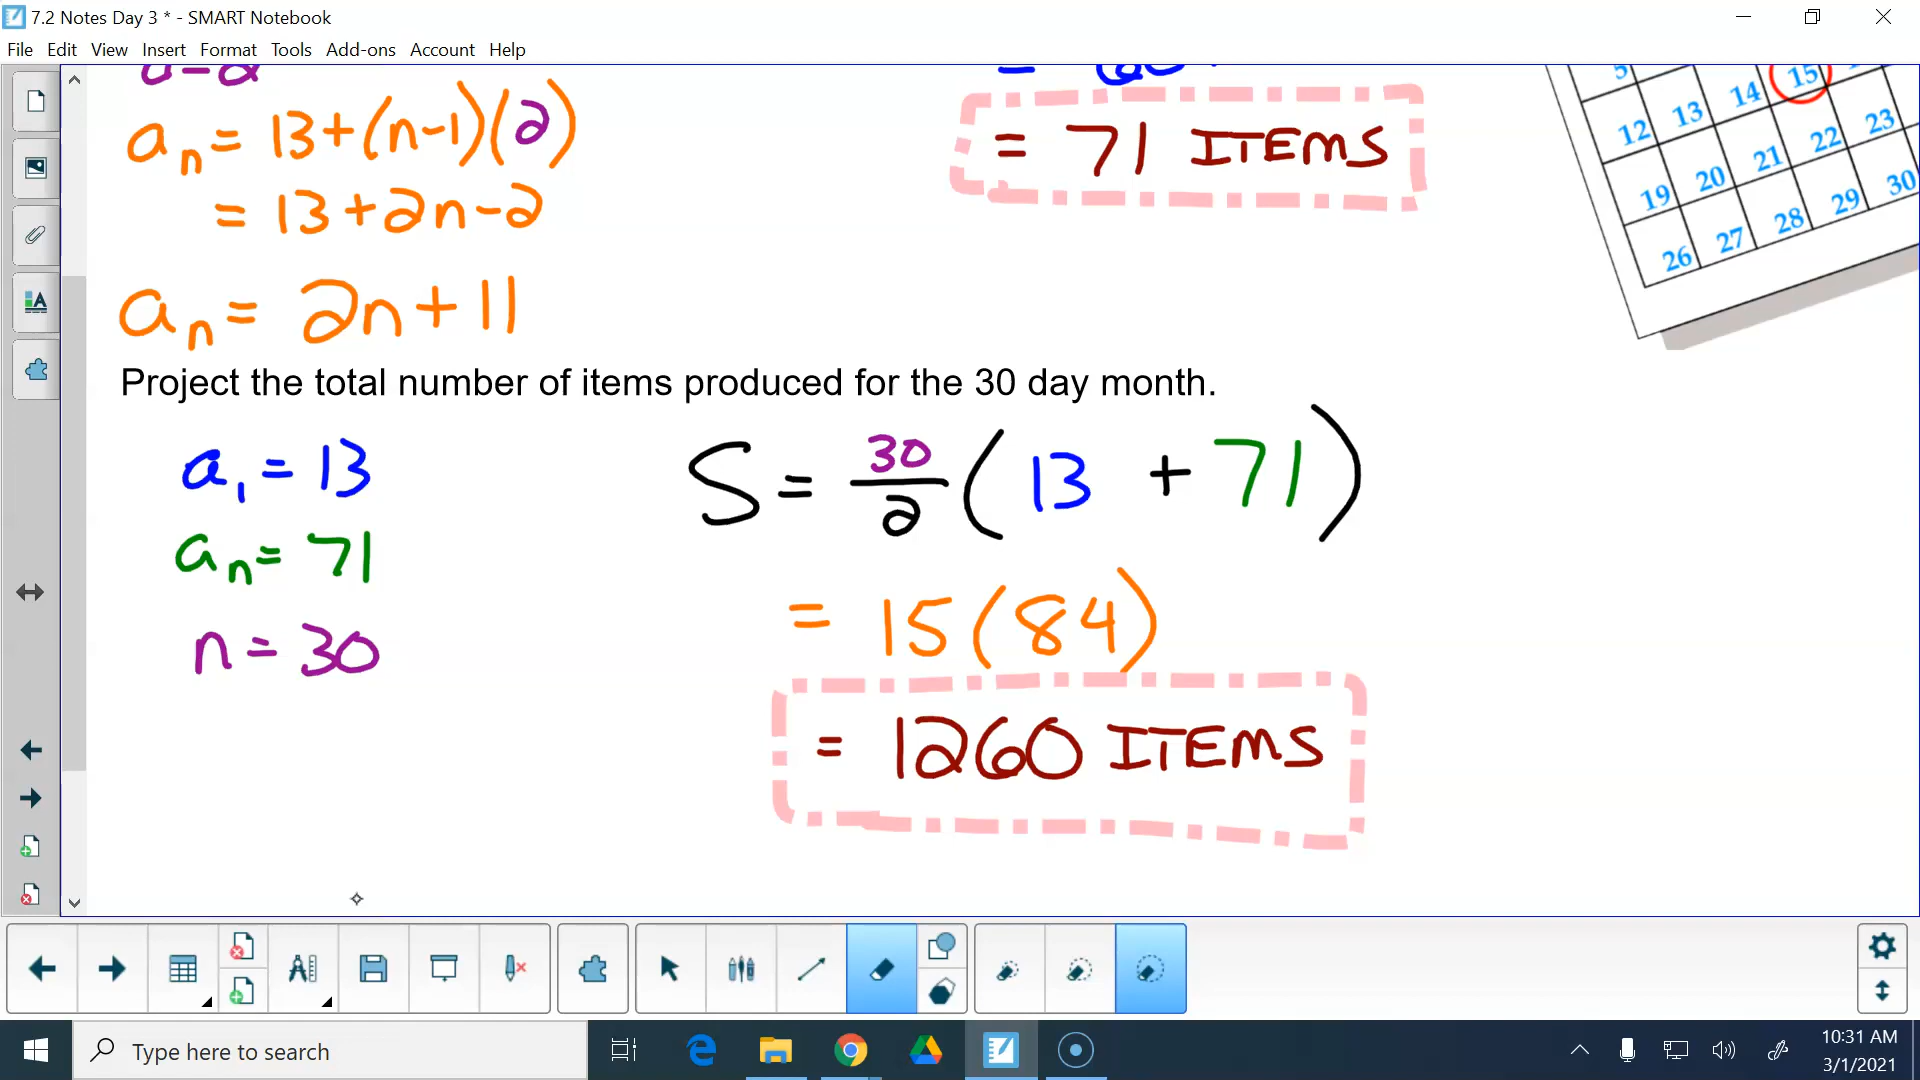 7.2 Notes Day 3 * - SMART Notebook
File Edit View Insert Format Tools Add-ons Account Help
aₙ = 13+(n-1)(2)
= 13+2n-2
aₙ = 2n+11
= 71 ITEMS
5
15
12 13 14
19 20 21 22 23
26 27 28 29 30
Project the total number of items produced for the 30 day month.
a₁ = 13
aₙ = 71
n = 30
S = 30/2 (13 + 71)
= 15(84)
= 1260 ITEMS
Type here to search
10:31 AM
3/1/2021